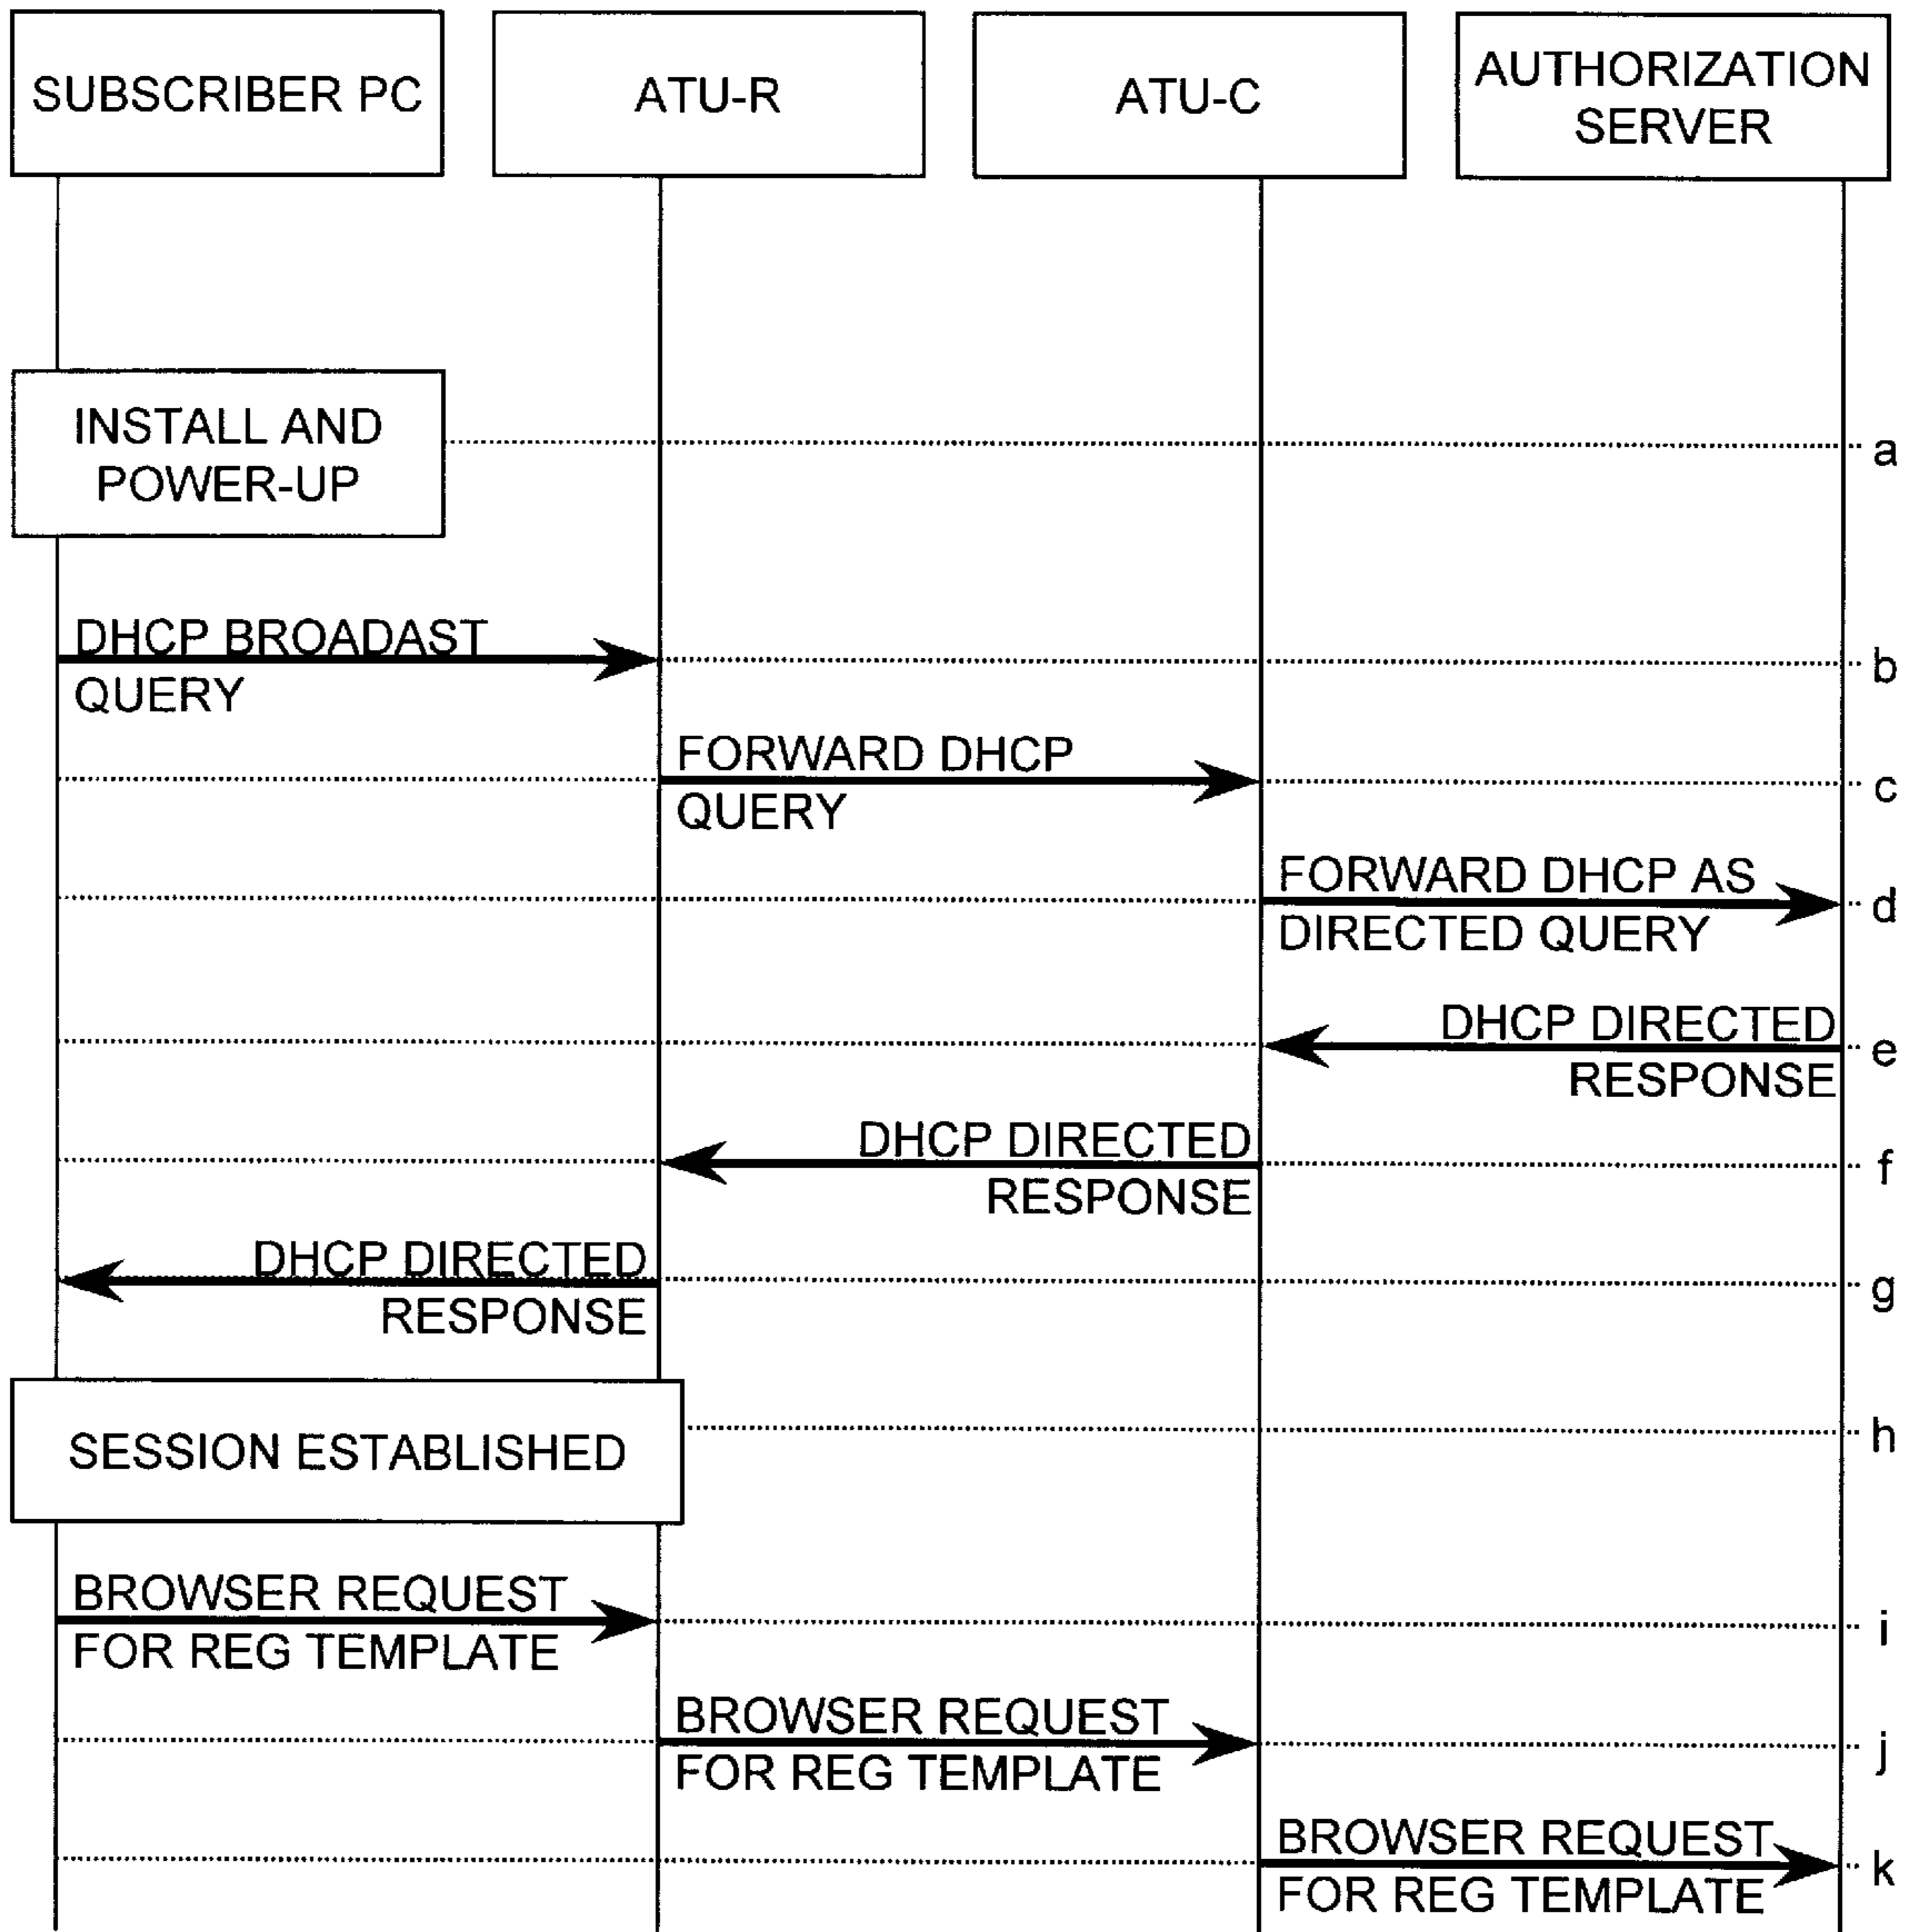 SUBSCRIBER PC
ATU-R
ATU-C
AUTHORIZATION
SERVER
INSTALL AND
POWER-UP
a
DHCP BROADAST
QUERY
b
FORWARD DHCP
QUERY
c
FORWARD DHCP AS
DIRECTED QUERY
d
DHCP DIRECTED
RESPONSE
e
DHCP DIRECTED
RESPONSE
f
DHCP DIRECTED
RESPONSE
g
SESSION ESTABLISHED
h
BROWSER REQUEST
FOR REG TEMPLATE
i
BROWSER REQUEST
FOR REG TEMPLATE
j
BROWSER REQUEST
FOR REG TEMPLATE
k